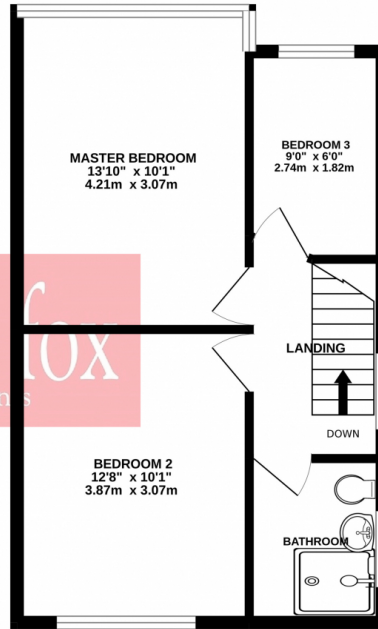 MASTER BEDROOM
13'10" x 10'1"
4.21m x 3.07m
BEDROOM 3
9'0" x 6'0"
2.74m x 1.82m
fox
LANDING
DOWN
BEDROOM 2
12'8" x 10'1"
3.87m x 3.07m
BATHROOM